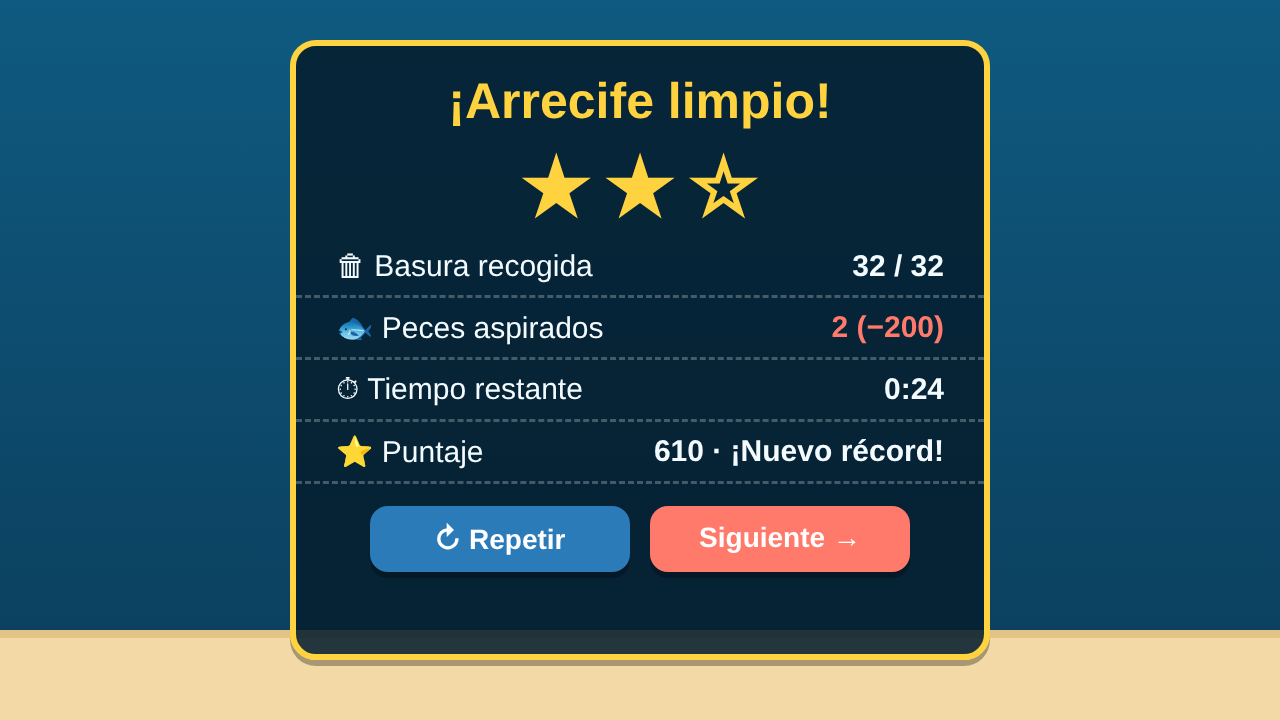 ¡Arrecife limpio!
★★☆
🗑 Basura recogida 32 / 32
🐟 Peces aspirados 2 (−200)
⏱ Tiempo restante 0:24
⭐ Puntaje 610 · ¡Nuevo récord!
↻ Repetir Siguiente →